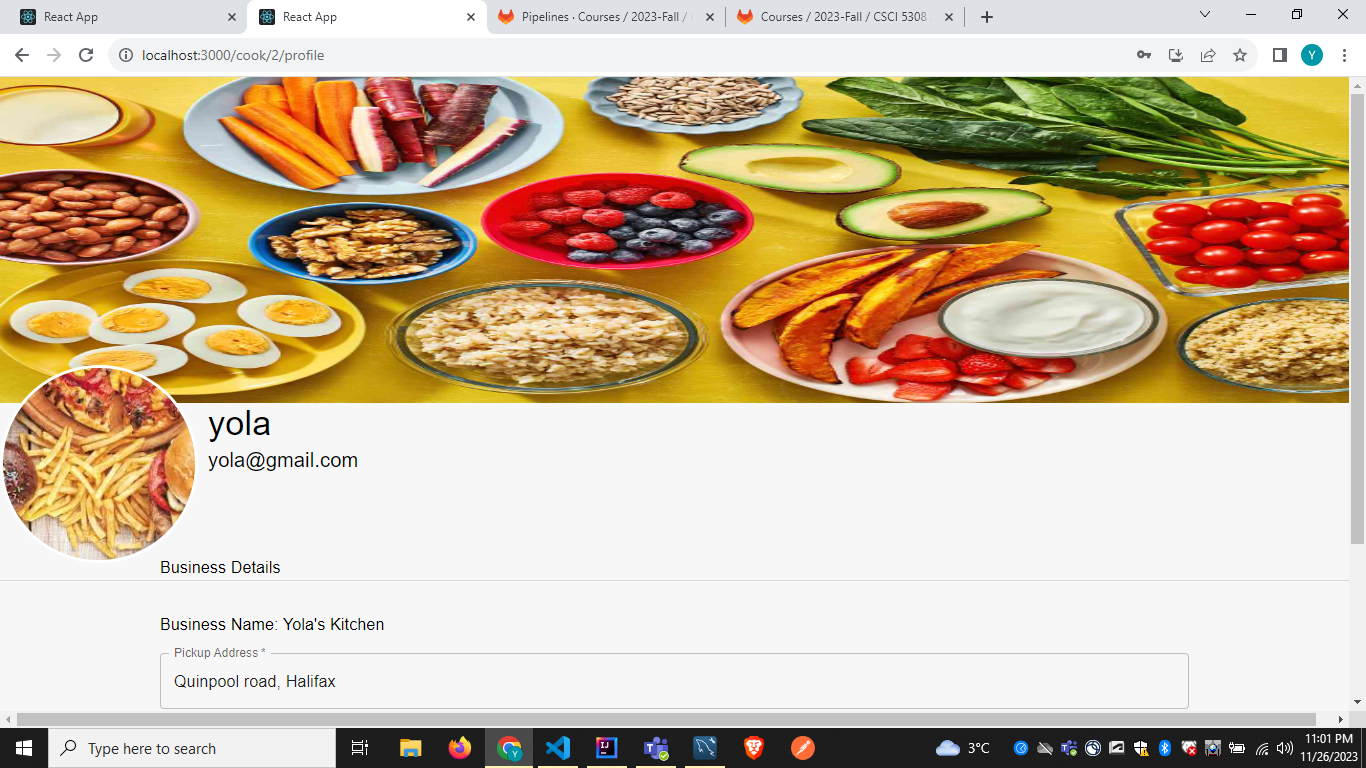 React App
React App
Pipelines · Courses / 2023-Fall /
Courses / 2023-Fall / CSCI 5308
localhost:3000/cook/2/profile
Y
yola
yola@gmail.com
Business Details
Business Name: Yola's Kitchen
Pickup Address *
Quinpool road, Halifax
Type here to search
3°C
11:01 PM
11/26/2023